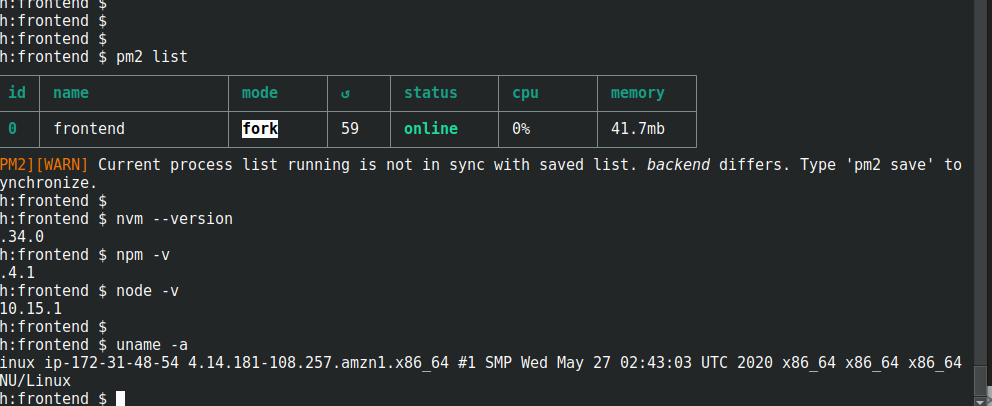 h:frontend $
h:frontend $
h:frontend $
h:frontend $ pm2 list
id name mode ↺ status cpu memory
0 frontend fork 59 online 0% 41.7mb
PM2][WARN] Current process list running is not in sync with saved list. backend differs. Type 'pm2 save' to
ynchronize.
h:frontend $
h:frontend $ nvm --version
.34.0
h:frontend $ npm -v
.4.1
h:frontend $ node -v
10.15.1
h:frontend $
h:frontend $ uname -a
inux ip-172-31-48-54 4.14.181-108.257.amzn1.x86_64 #1 SMP Wed May 27 02:43:03 UTC 2020 x86_64 x86_64 x86_64
NU/Linux
h:frontend $